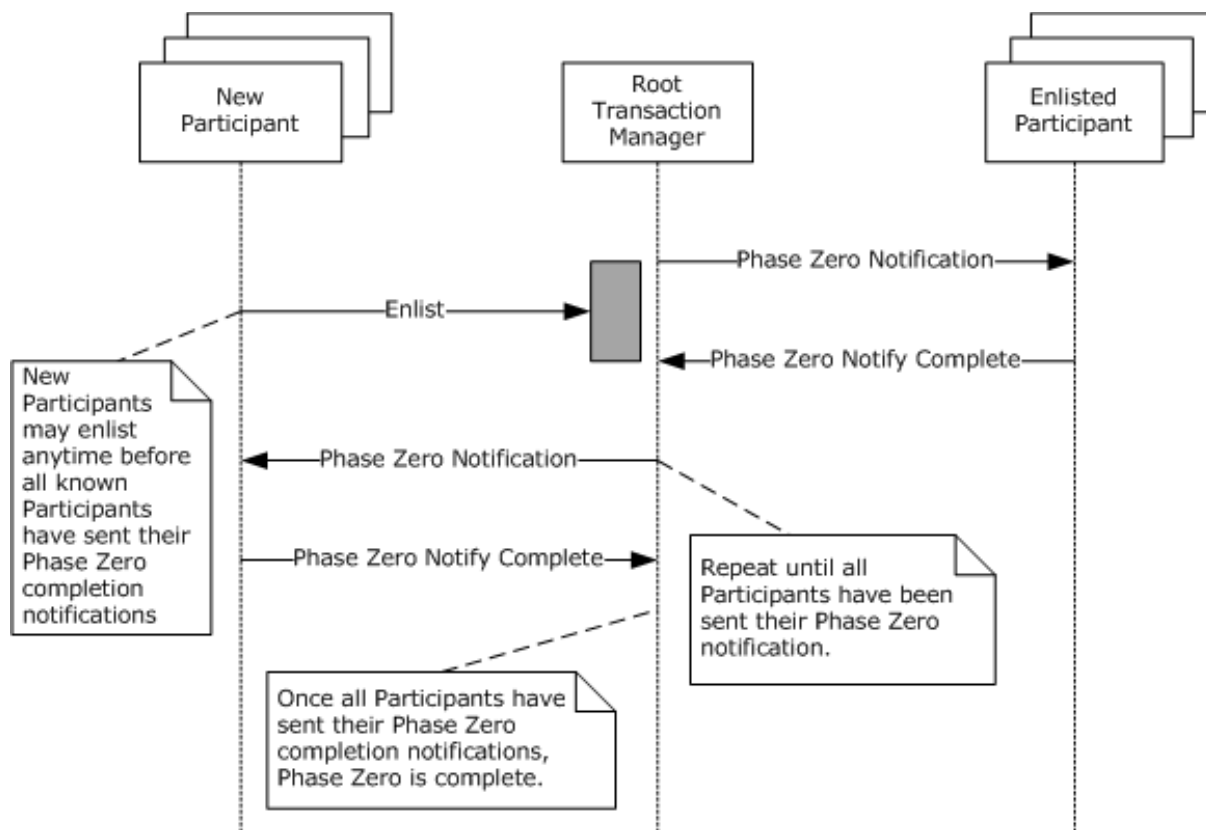 New
Participant
Root
Transaction
Manager
Enlisted
Participant
Phase Zero Notification
Enlist
Phase Zero Notify Complete
New
Participants
may enlist
anytime before
all known
Participants
have sent their
Phase Zero
completion
notifications
Phase Zero Notification
Phase Zero Notify Complete
Repeat until all
Participants have been
sent their Phase Zero
notification.
Once all Participants have
sent their Phase Zero
completion notifications,
Phase Zero is complete.